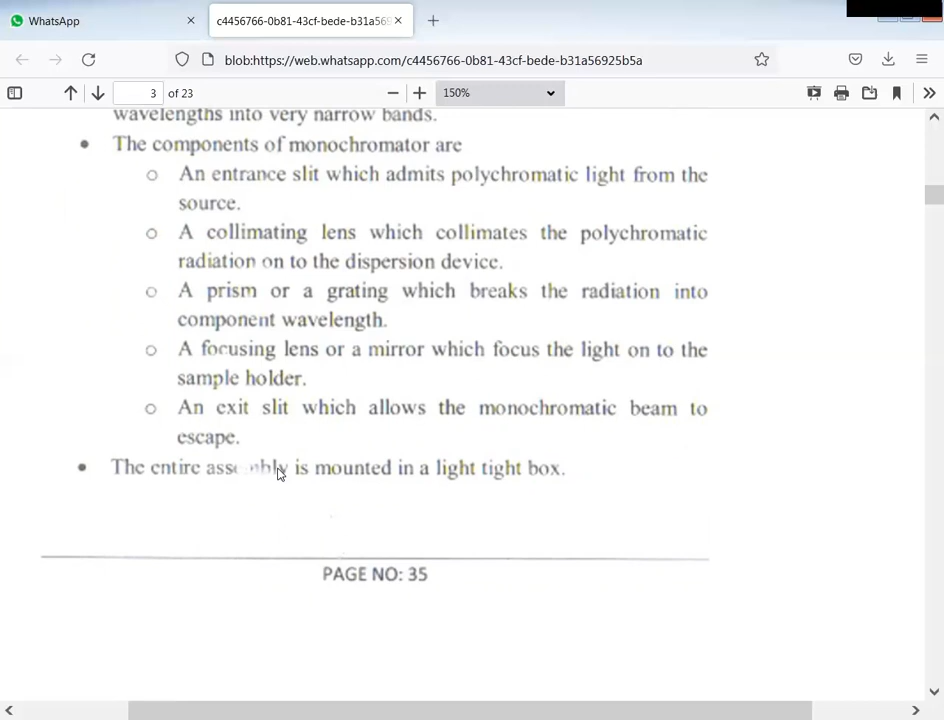 WhatsApp
c4456766-0b81-43cf-bede-b31a569
blob:https://web.whatsapp.com/c4456766-0b81-43cf-bede-b31a56925b5a
3 of 23
150%
wavelengths into very narrow bands.
• The components of monochromator are
o An entrance slit which admits polychromatic light from the
source.
o A collimating lens which collimates the polychromatic
radiation on to the dispersion device.
o A prism or a grating which breaks the radiation into
component wavelength.
o A focusing lens or a mirror which focus the light on to the
sample holder.
o An exit slit which allows the monochromatic beam to
escape.
• The entire assembly is mounted in a light tight box.
PAGE NO: 35